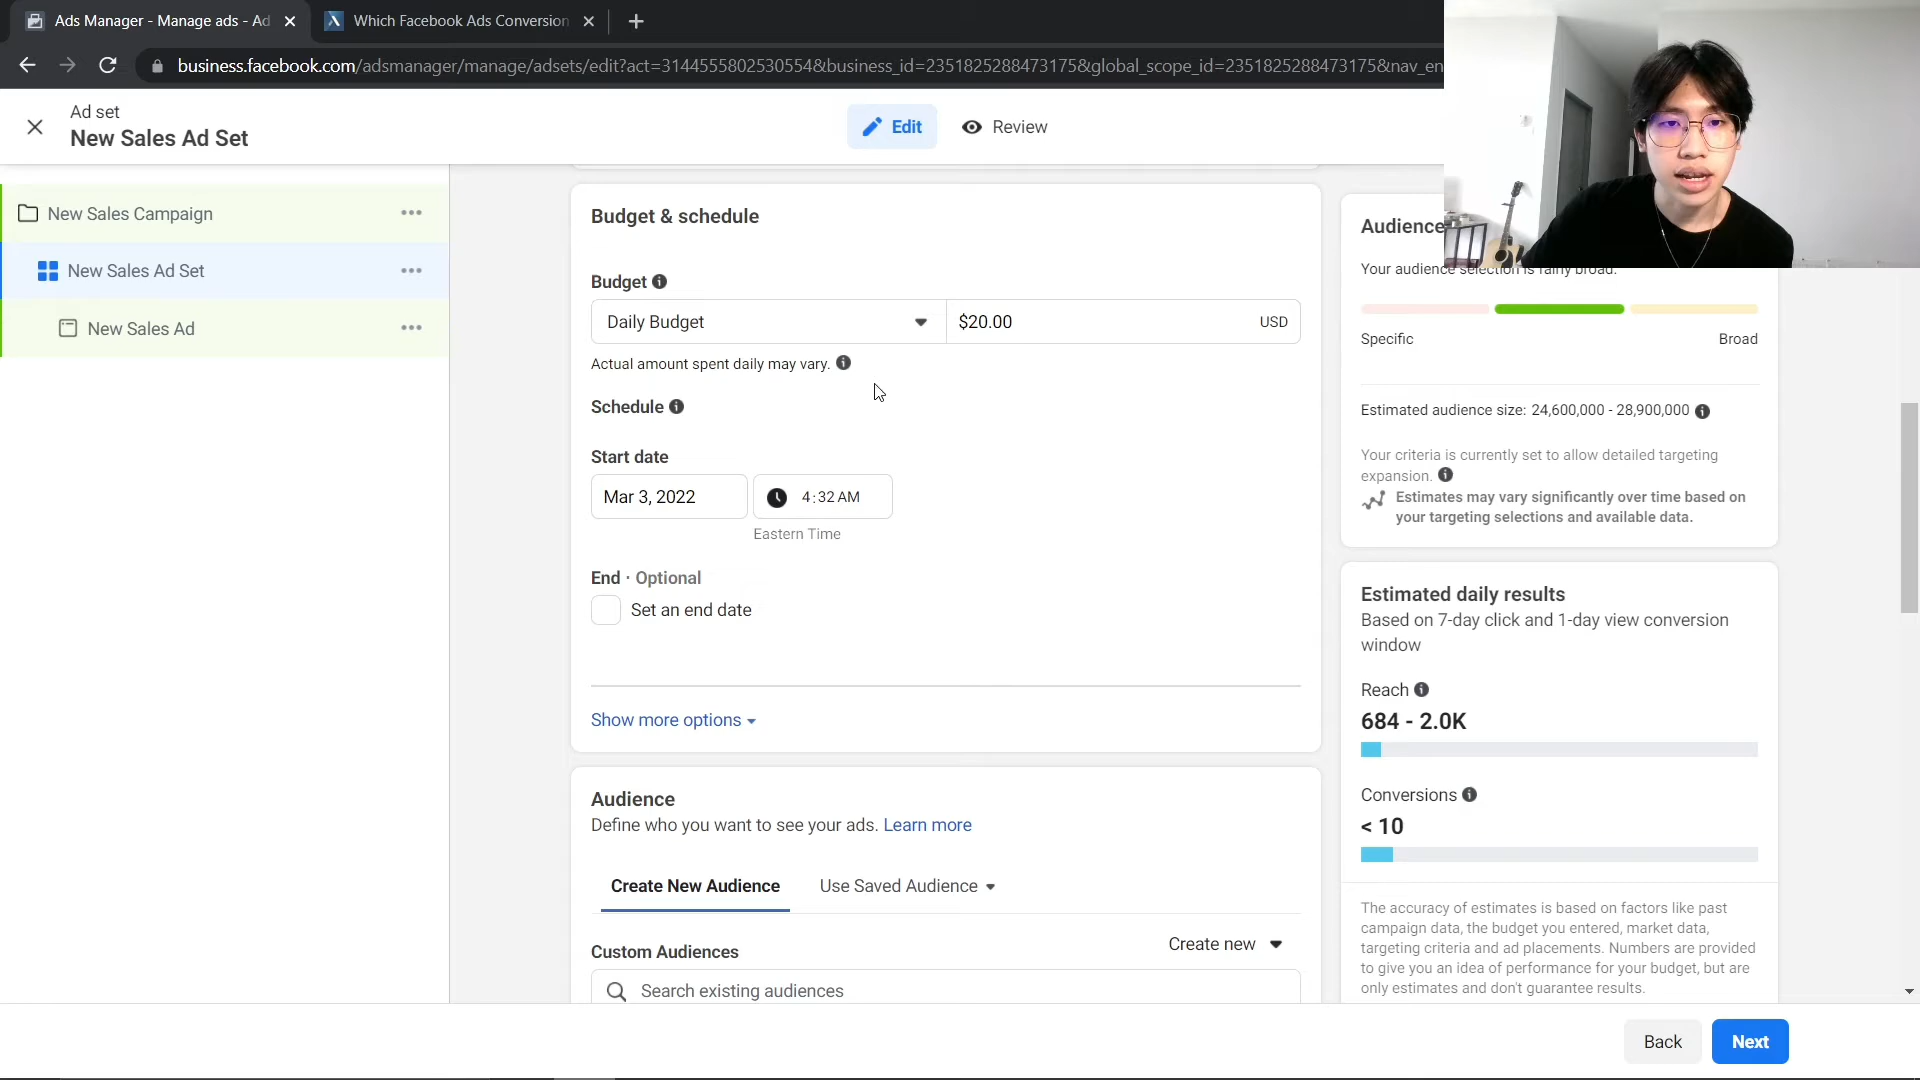 Ads Manager - Manage ads - Ad
Which Facebook Ads Conversion
business.facebook.com/adsmanager/manage/adsets/edit?act=3144555802530554&business_id=2351825288473175&global_scope_id=2351825288473175&nav_en
Ad set
New Sales Ad Set
Edit
Review
New Sales Campaign
New Sales Ad Set
New Sales Ad
Budget & schedule
Budget
Daily Budget
$20.00
USD
Actual amount spent daily may vary.
Schedule
Start date
Mar 3, 2022
4:32 AM
Eastern Time
End · Optional
Set an end date
Show more options
Audience
Define who you want to see your ads. Learn more
Create New Audience
Use Saved Audience
Custom Audiences
Create new
Search existing audiences
Audience
Your audience selection is fairly broad.
Specific
Broad
Estimated audience size: 24,600,000 - 28,900,000
Your criteria is currently set to allow detailed targeting
expansion.
Estimates may vary significantly over time based on
your targeting selections and available data.
Estimated daily results
Based on 7-day click and 1-day view conversion
window
Reach
684 - 2.0K
Conversions
< 10
The accuracy of estimates is based on factors like past
campaign data, the budget you entered, market data,
targeting criteria and ad placements. Numbers are provided
to give you an idea of performance for your budget, but are
only estimates and don't guarantee results.
Back
Next